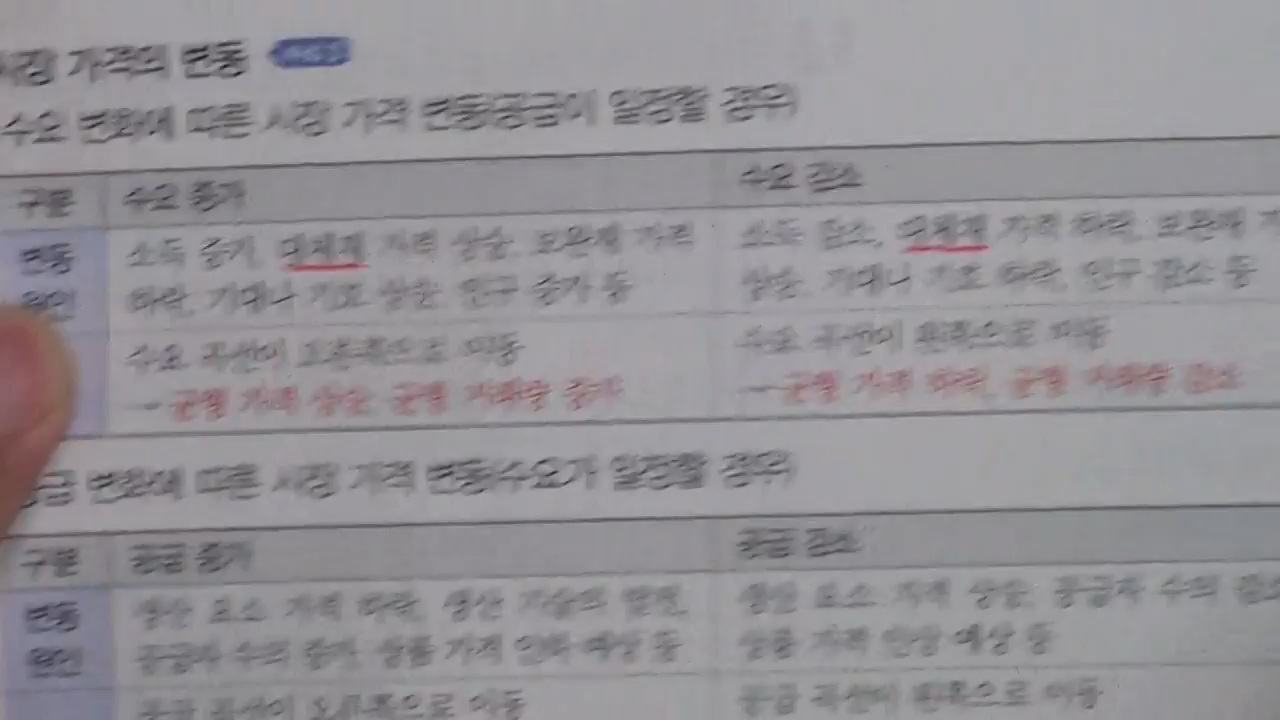 시장 가격의 변동
수요 변화에 따른 시장 가격 변동(공급이 일정할 경우)
구분 수요 증가 수요 감소
변동 원인 소득 증가, 대체재 가격 상승, 보완재 가격 소득 감소, 대체재 가격 하락, 보완재 가
하락, 기대나 기호 상승, 인구 증가 등 상승, 기대나 기호 하락, 인구 감소 등
수요 곡선이 오른쪽으로 이동 수요 곡선이 왼쪽으로 이동
→ 균형 가격 상승, 균형 거래량 증가 → 균형 가격 하락, 균형 거래량 감소
급 변화에 따른 시장 가격 변동(수요가 일정할 경우)
구분 공급 증가 공급 감소
변동 원인 생산 요소 가격 하락, 생산 기술의 발전, 생산 요소 가격 상승, 공급자 수의 감소
공급자 수의 증가, 상품 가격 인하 예상 등 상품 가격 인상 예상 등
공급 곡선이 오른쪽으로 이동 공급 곡선이 왼쪽으로 이동